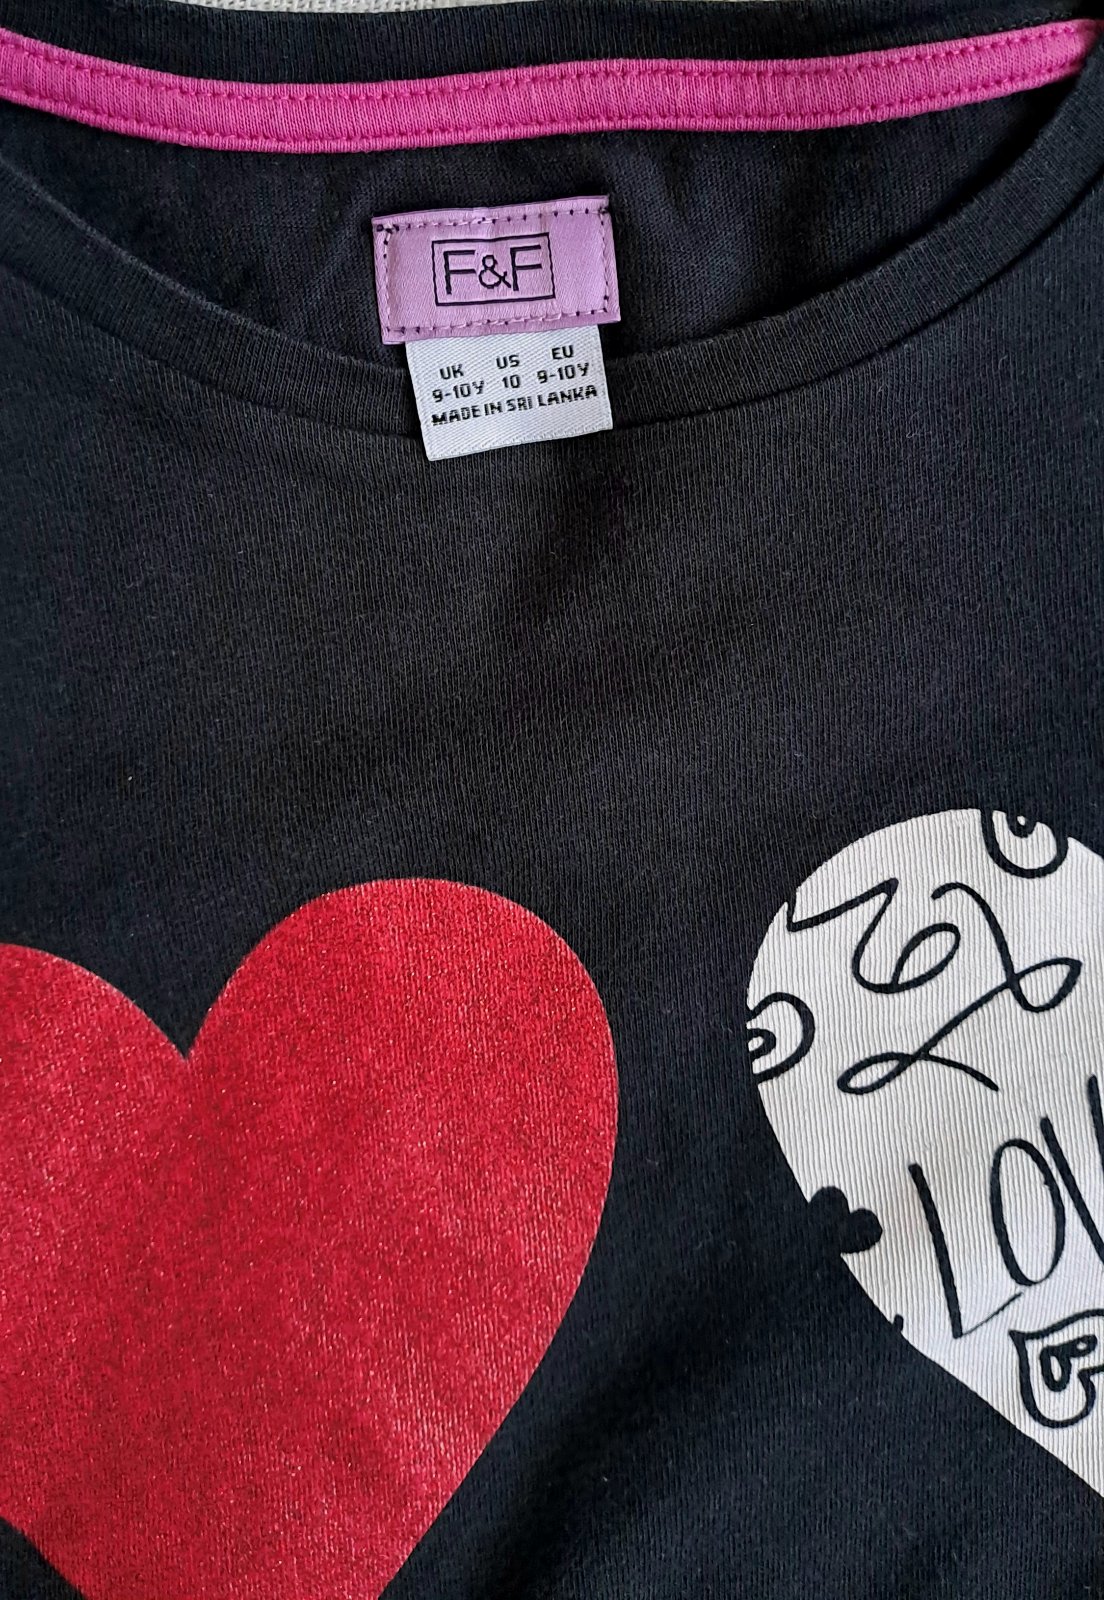 F&F
UK US EU
9-10Y 10 9-10Y
MADE IN SRI LANKA